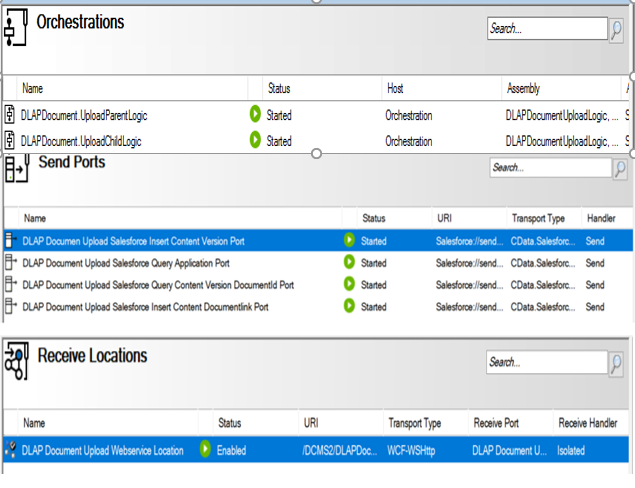 Orchestrations
Search...
Name Status Host Assembly
DLAPDocument.UploadParentLogic Started Orchestration DLAPDocumentUploadLogic, ...
DLAPDocument.UploadChildLogic Started Orchestration DLAPDocumentUploadLogic, ...
Send Ports
Search...
Name Status URI Transport Type Handler
DLAP Documen Upload Salesforce Insert Content Version Port Started Salesforce://send... CData.Salesforc... Send
DLAP Document Upload Salesforce Query Application Port Started Salesforce://send... CData.Salesforc... Send
DLAP Document Upload Salesforce Query Content Version DocumentId Port Started Salesforce://send... CData.Salesforc... Send
DLAP Document Upload Salesforce Insert Content Documentlink Port Started Salesforce://send... CData.Salesforc... Send
Receive Locations
Search...
Name Status URI Transport Type Receive Port Receive Handler
DLAP Document Upload Webservice Location Enabled /DCMS2/DLAPDoc... WCF-WSHttp DLAP Document U... Isolated